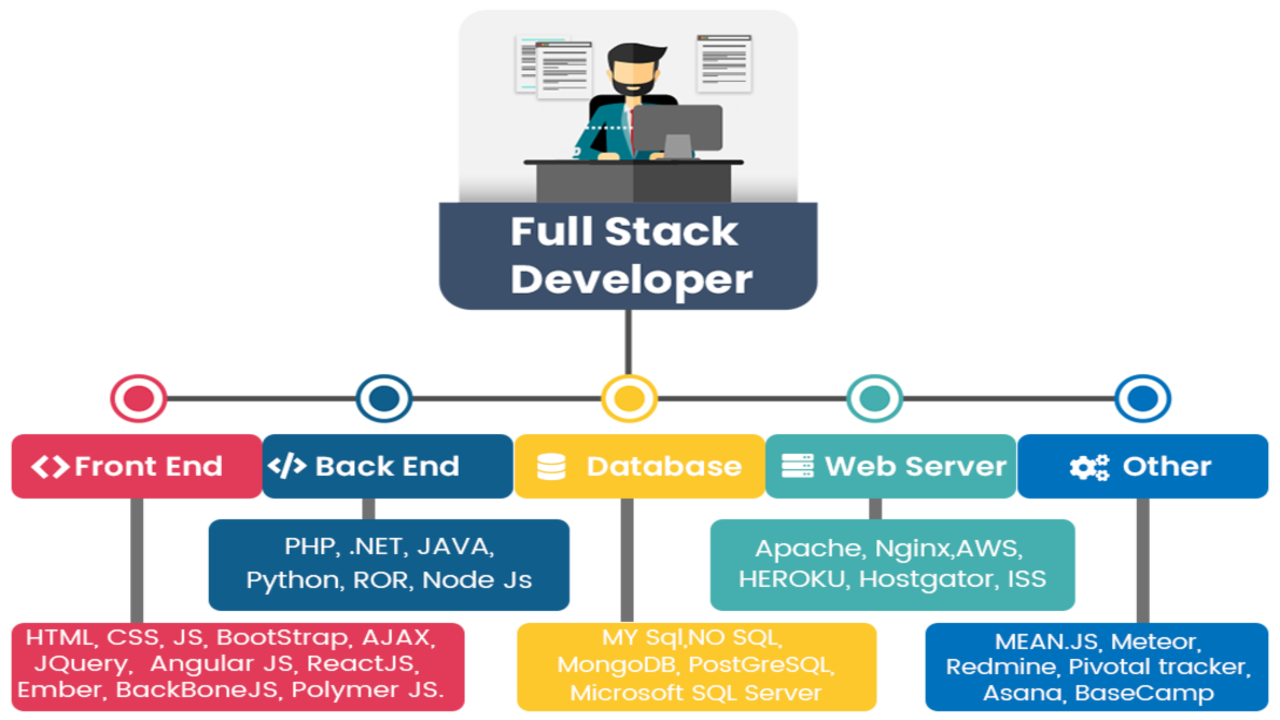 Full Stack
Developer
Front End
Back End
Database
Web Server
Other
PHP, .NET, JAVA,
Python, ROR, Node Js
Apache, Nginx,AWS,
HEROKU, Hostgator, ISS
HTML, CSS, JS, BootStrap, AJAX,
JQuery, Angular JS, ReactJS,
Ember, BackBoneJS, Polymer JS.
MY Sql,NO SQL,
MongoDB, PostGreSQL,
Microsoft SQL Server
MEAN.JS, Meteor,
Redmine, Pivotal tracker,
Asana, BaseCamp